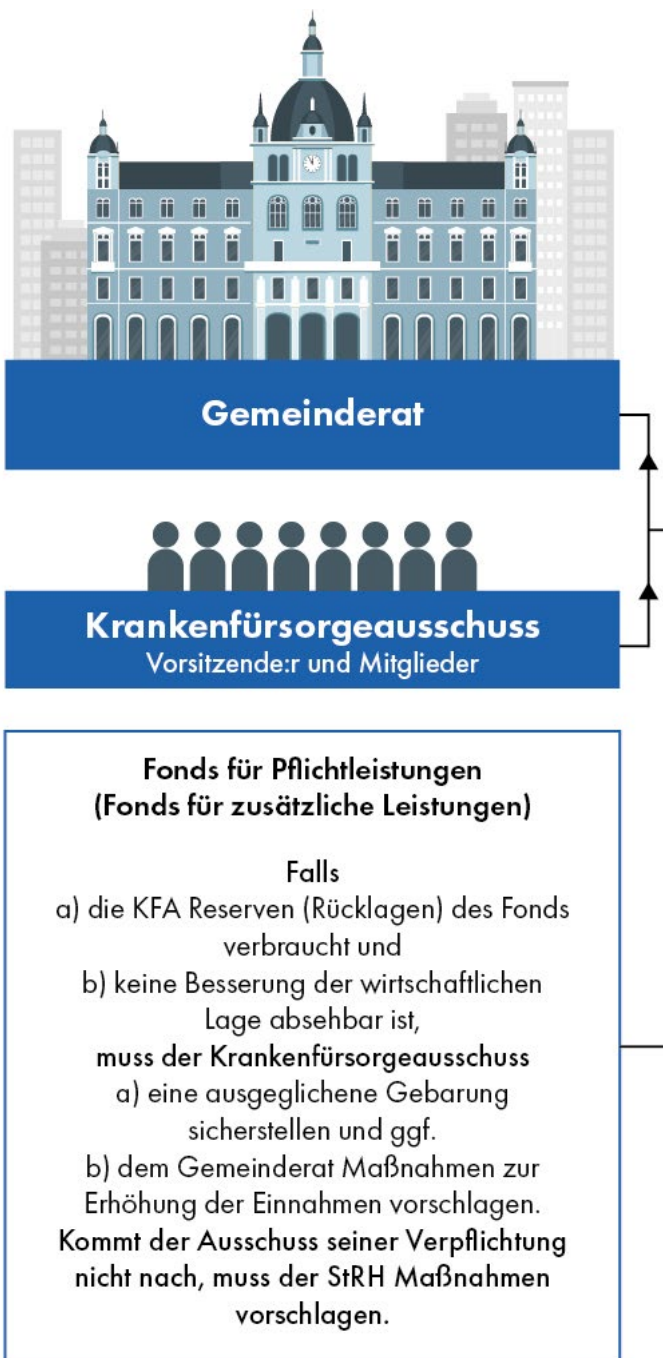 Gemeinderat
Krankenfürsorgeausschuss
Vorsitzende:r und Mitglieder
Fonds für Pflichtleistungen
(Fonds für zusätzliche Leistungen)
Falls
a) die KFA Reserven (Rücklagen) des Fonds
verbraucht und
b) keine Besserung der wirtschaftlichen
Lage absehbar ist,
muss der Krankenfürsorgeausschuss
a) eine ausgeglichene Gebarung
sicherstellen und ggf.
b) dem Gemeinderat Maßnahmen zur
Erhöhung der Einnahmen vorschlagen.
Kommt der Ausschuss seiner Verpflichtung
nicht nach, muss der StRH Maßnahmen
vorschlagen.